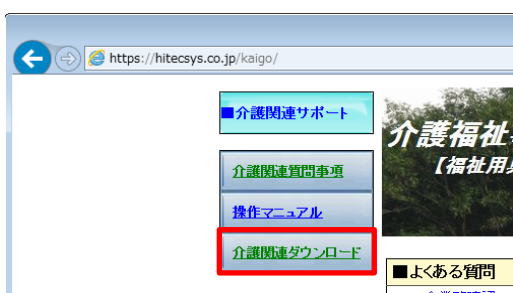 https://hitecsys.co.jp/kaigo/
■介護関連サポート
介護福祉
【福祉用
介護関連質問事項
操作マニュアル
介護関連ダウンロード
■よくある質問